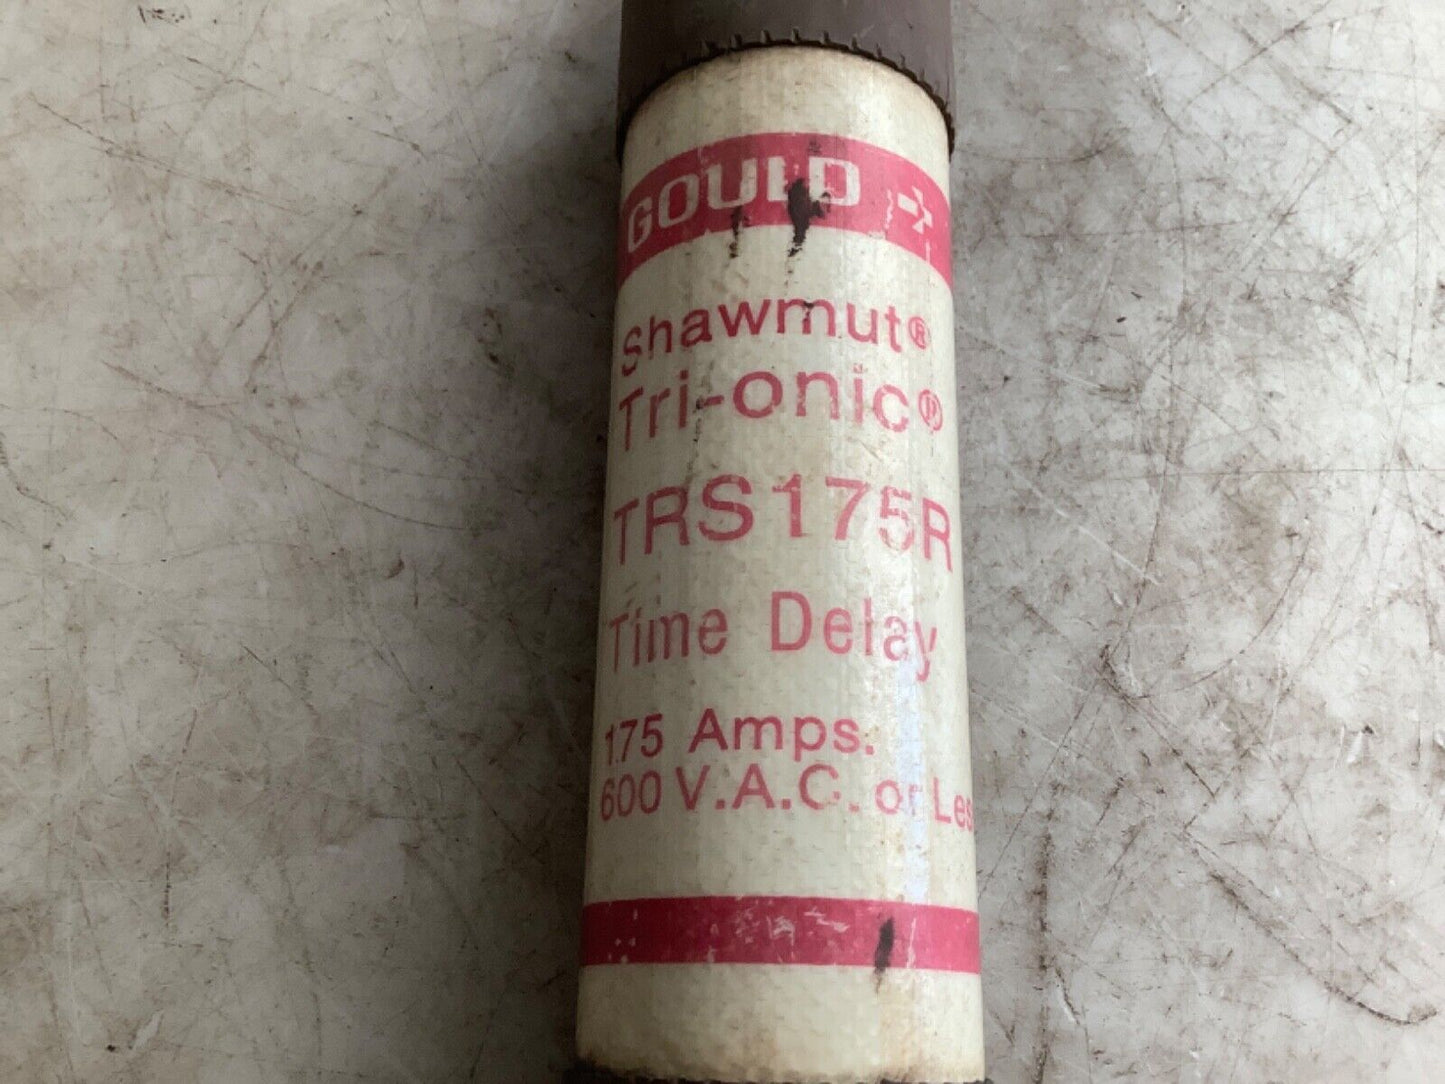 GOULD
Shawmut®
Tri-onic®
TRS175R
Time Delay
175 Amps.
600 V.A.C. or Les